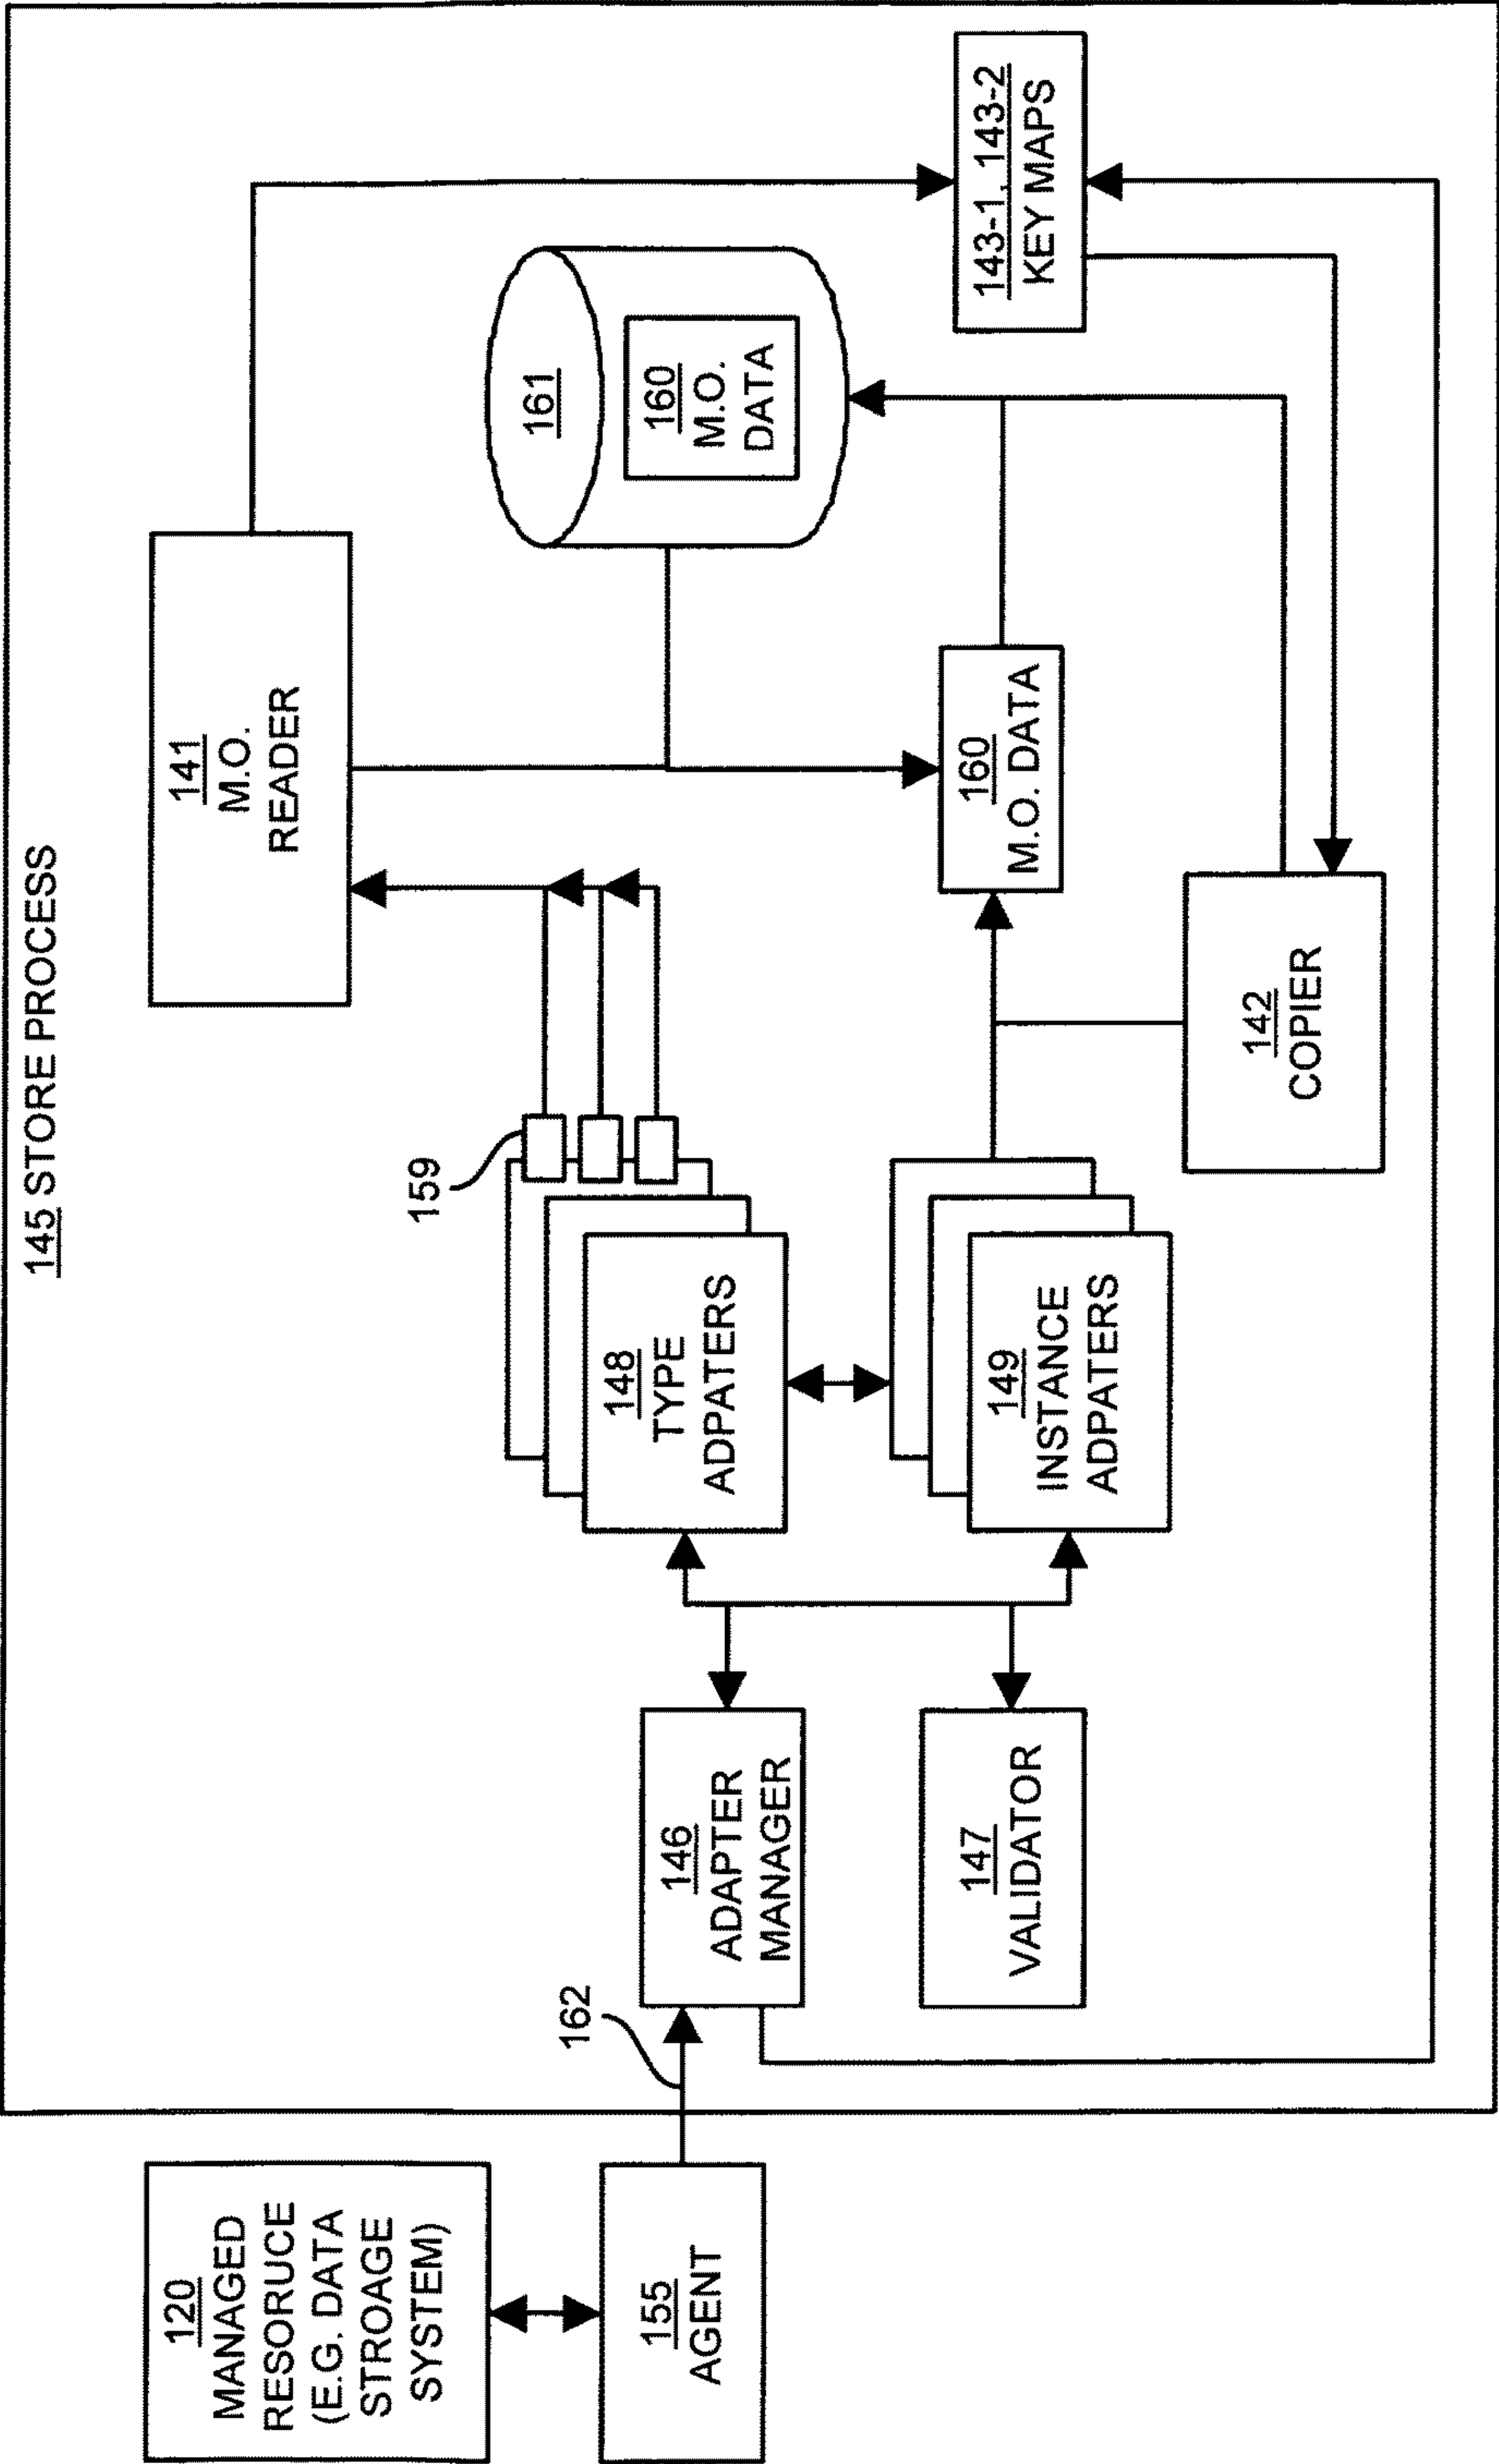 145 STORE PROCESS
120
MANAGED
RESORUCE
(E.G. DATA
STROAGE
SYSTEM)
155
AGENT
162
146
ADAPTER
MANAGER
147
VALIDATOR
159
148
TYPE
ADPATERS
149
INSTANCE
ADPATERS
141
M.O.
READER
161
160
M.O.
DATA
160
M.O. DATA
142
COPIER
143-1, 143-2
KEY MAPS